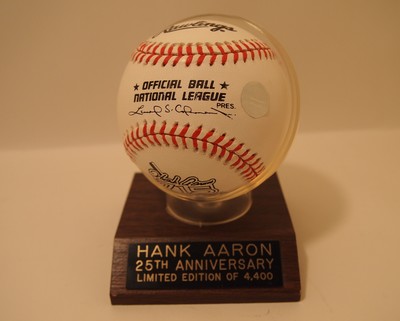 Rawlings
★ OFFICIAL BALL ★
NATIONAL LEAGUE
PRES.
HANK AARON
25TH ANNIVERSARY
LIMITED EDITION OF 4,400